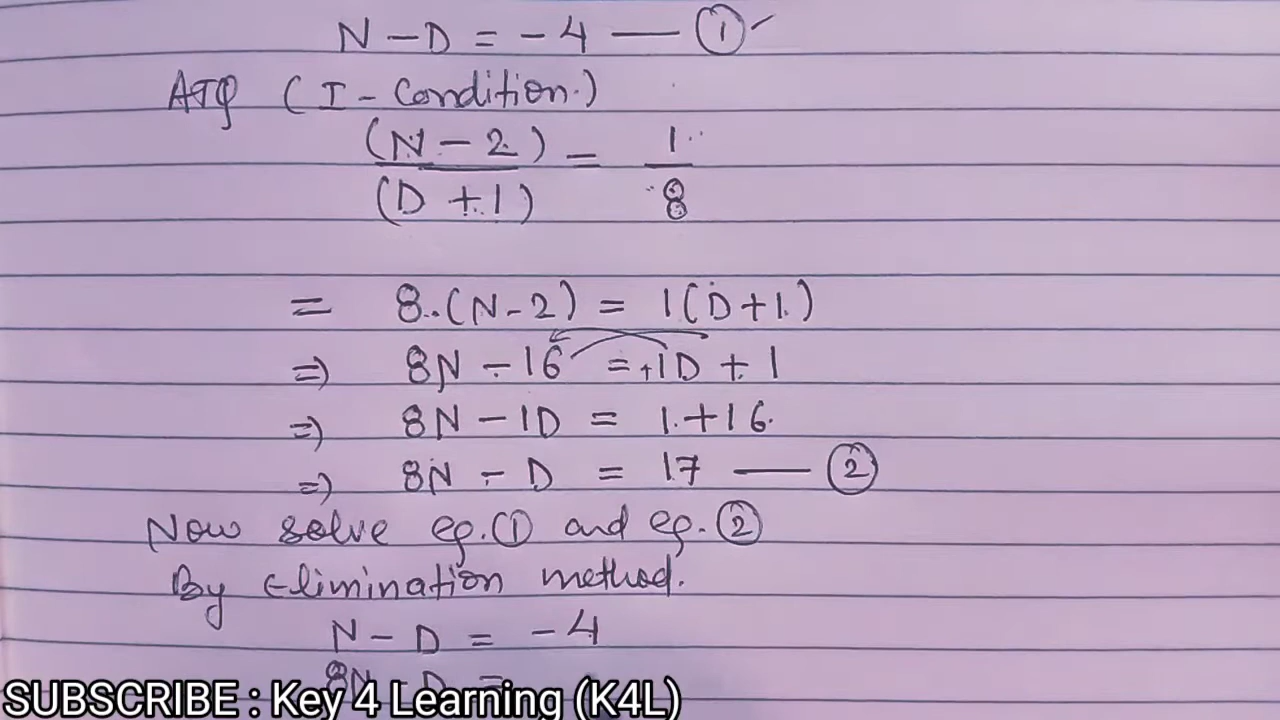 N - D = - 4 — ①
ATQ ( I - Condition.)
(N - 2) / (D + 1) = 1 / 8
= 8.(N - 2) = 1(D + 1)
⇒ 8N - 16 = +1D + 1
⇒ 8N - 1D = 1 + 16
⇒ 8N - D = 17 — ②
Now solve eq.① and eq.②
By Elimination method.
N - D = - 4
8N - D =
SUBSCRIBE : Key 4 Learning (K4L)